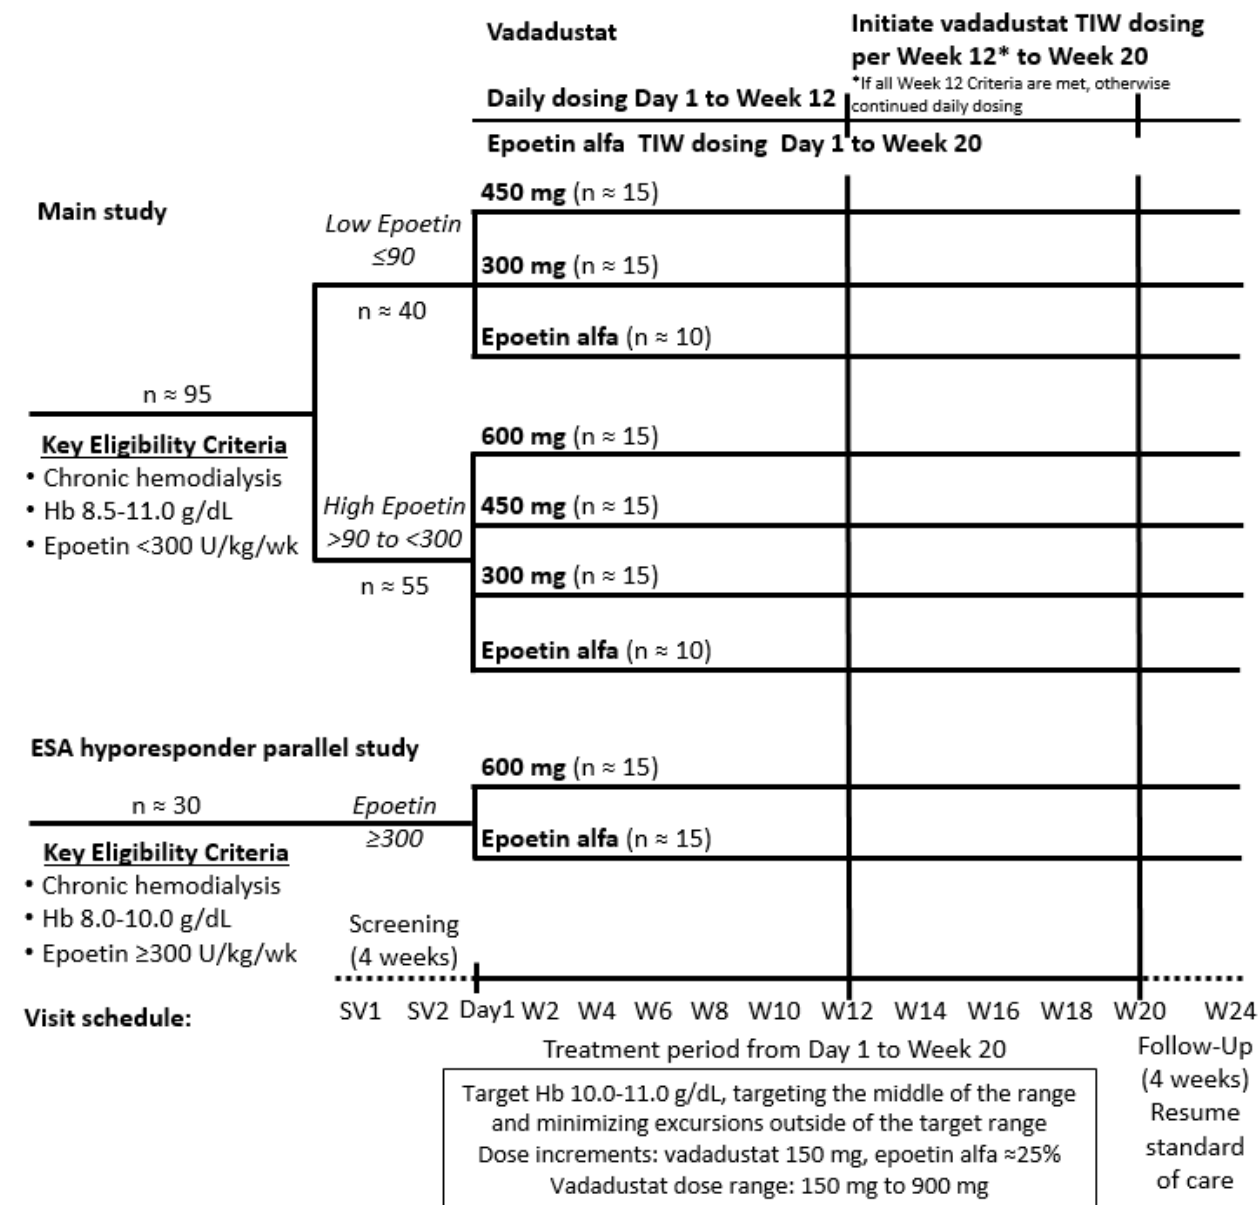 Vadadustat
Initiate vadadustat TIW dosing
per Week 12* to Week 20
*If all Week 12 Criteria are met, otherwise
continued daily dosing
Daily dosing Day 1 to Week 12
Epoetin alfa TIW dosing Day 1 to Week 20
Main study
Low Epoetin
≤90
n ≈ 40
450 mg (n ≈ 15)
300 mg (n ≈ 15)
Epoetin alfa (n ≈ 10)
n ≈ 95
Key Eligibility Criteria
• Chronic hemodialysis
• Hb 8.5-11.0 g/dL
• Epoetin <300 U/kg/wk
High Epoetin
>90 to <300
n ≈ 55
600 mg (n ≈ 15)
450 mg (n ≈ 15)
300 mg (n ≈ 15)
Epoetin alfa (n ≈ 10)
ESA hyporesponder parallel study
n ≈ 30
Epoetin
≥300
600 mg (n ≈ 15)
Epoetin alfa (n ≈ 15)
Key Eligibility Criteria
• Chronic hemodialysis
• Hb 8.0-10.0 g/dL
• Epoetin ≥300 U/kg/wk
Screening
(4 weeks)
Visit schedule:
SV1 SV2 Day1 W2 W4 W6 W8 W10 W12 W14 W16 W18 W20 W24
Treatment period from Day 1 to Week 20
Target Hb 10.0-11.0 g/dL, targeting the middle of the range
and minimizing excursions outside of the target range
Dose increments: vadadustat 150 mg, epoetin alfa ≈25%
Vadadustat dose range: 150 mg to 900 mg
Follow-Up
(4 weeks)
Resume
standard
of care